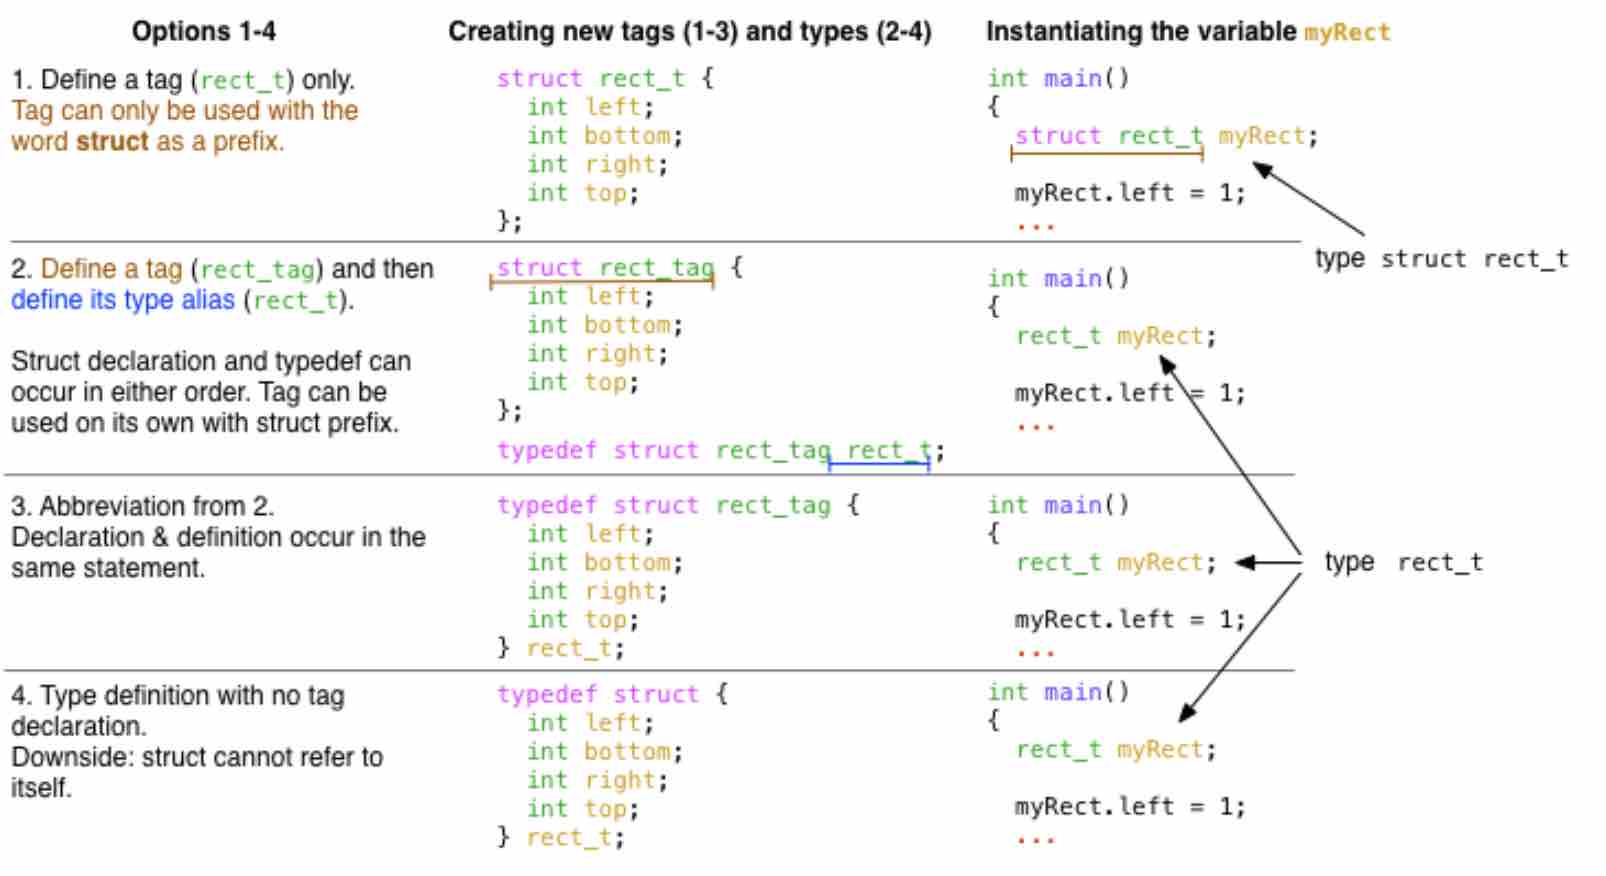 Options 1-4
Creating new tags (1-3) and types (2-4)
Instantiating the variable myRect
1. Define a tag (rect_t) only.
Tag can only be used with the
word struct as a prefix.
struct rect_t {
int left;
int bottom;
int right;
int top;
};
int main()
{
struct rect_t myRect;
myRect.left = 1;
...
type struct rect_t
2. Define a tag (rect_tag) and then
define its type alias (rect_t).
Struct declaration and typedef can
occur in either order. Tag can be
used on its own with struct prefix.
struct rect_tag {
int left;
int bottom;
int right;
int top;
};
typedef struct rect_tag rect_t;
int main()
{
rect_t myRect;
myRect.left = 1;
...
3. Abbreviation from 2.
Declaration & definition occur in the
same statement.
typedef struct rect_tag {
int left;
int bottom;
int right;
int top;
} rect_t;
int main()
{
rect_t myRect;
myRect.left = 1;
...
type rect_t
4. Type definition with no tag
declaration.
Downside: struct cannot refer to
itself.
typedef struct {
int left;
int bottom;
int right;
int top;
} rect_t;
int main()
{
rect_t myRect;
myRect.left = 1;
...